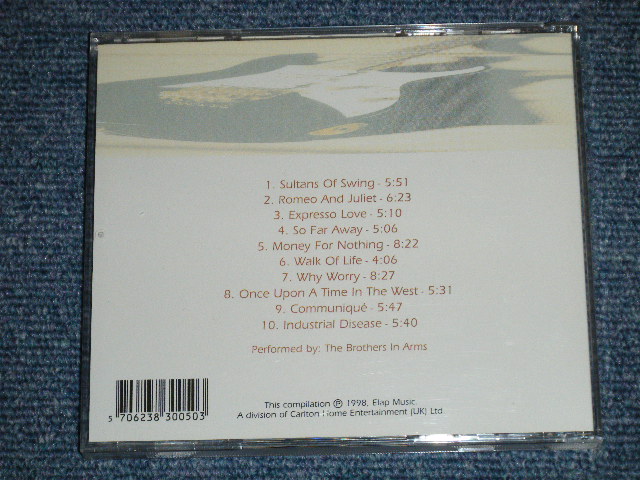 1. Sultans Of Swing - 5:51
2. Romeo And Juliet - 6:23
3. Expresso Love - 5:10
4. So Far Away - 5:06
5. Money For Nothing - 8:22
6. Walk Of Life - 4:06
7. Why Worry - 8:27
8. Once Upon A Time In The West - 5:31
9. Communiqué - 5:47
10. Industrial Disease - 5:40
Performed by: The Brothers In Arms
This compilation ℗ 1998, Elap Music.
A division of Carlton Home Entertainment (UK) Ltd
5 706238 300503